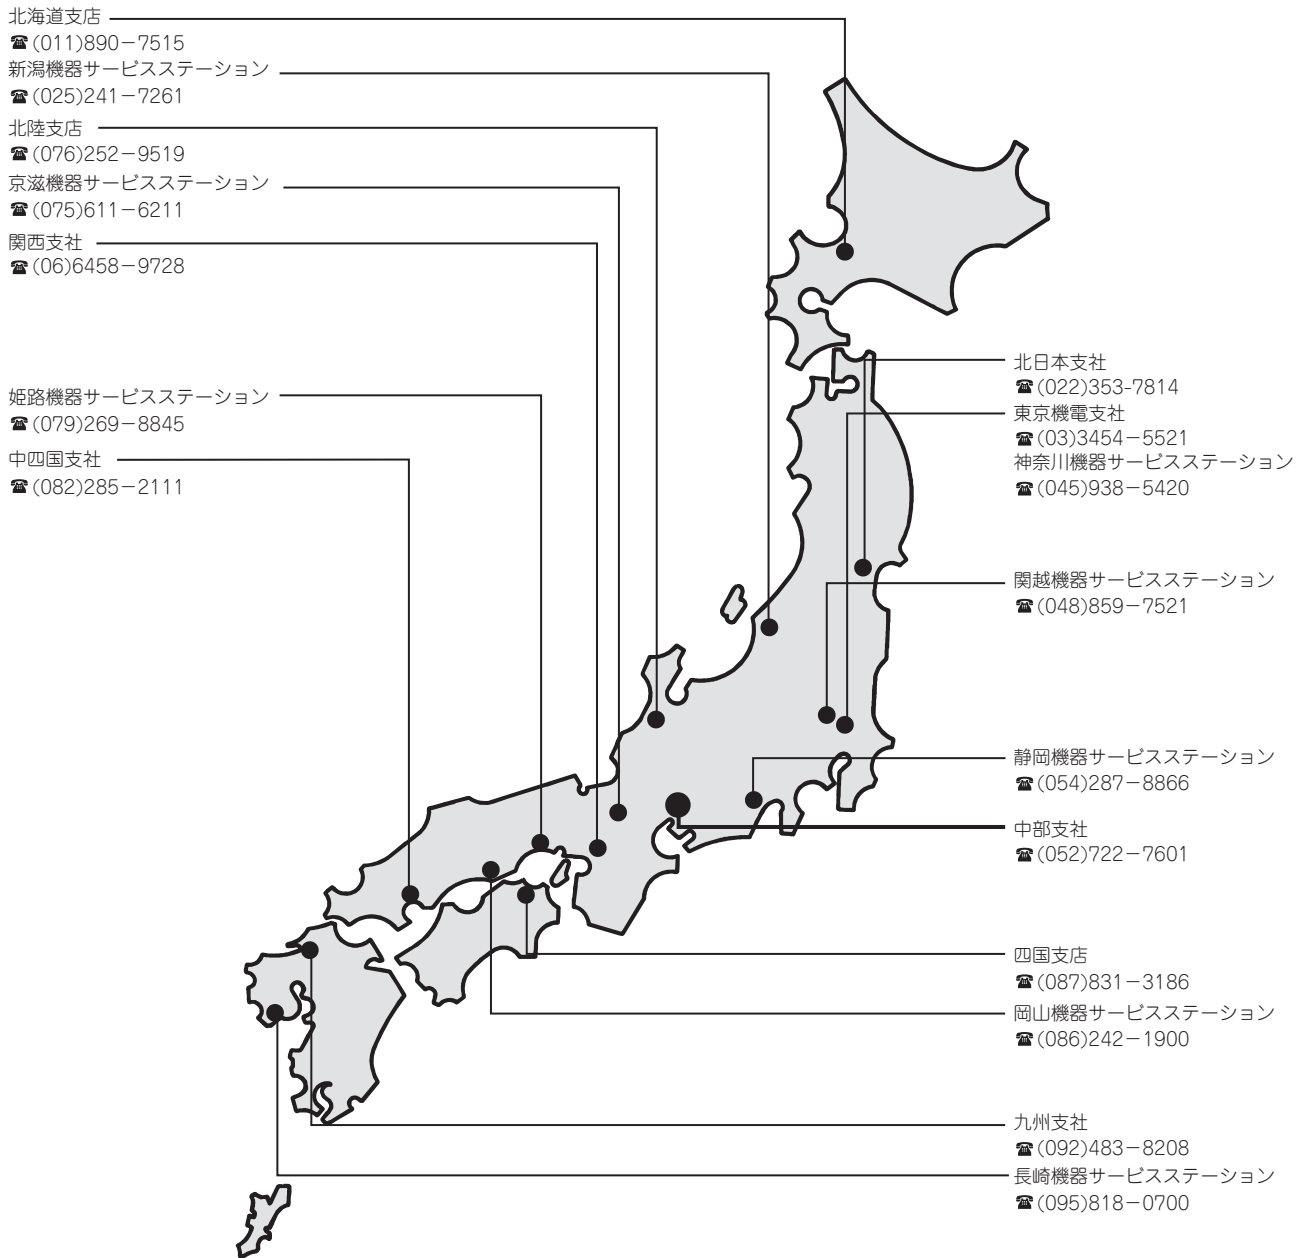 北海道支店
☎(011)890－7515
新潟機器サービスステーション
☎(025)241－7261
北陸支店
☎(076)252－9519
京滋機器サービスステーション
☎(075)611－6211
関西支社
☎(06)6458－9728
姫路機器サービスステーション
☎(079)269－8845
中四国支社
☎(082)285－2111
北日本支社
☎(022)353-7814
東京機電支社
☎(03)3454－5521
神奈川機器サービスステーション
☎(045)938－5420
関越機器サービスステーション
☎(048)859－7521
静岡機器サービスステーション
☎(054)287－8866
中部支社
☎(052)722－7601
四国支店
☎(087)831－3186
岡山機器サービスステーション
☎(086)242－1900
九州支社
☎(092)483－8208
長崎機器サービスステーション
☎(095)818－0700